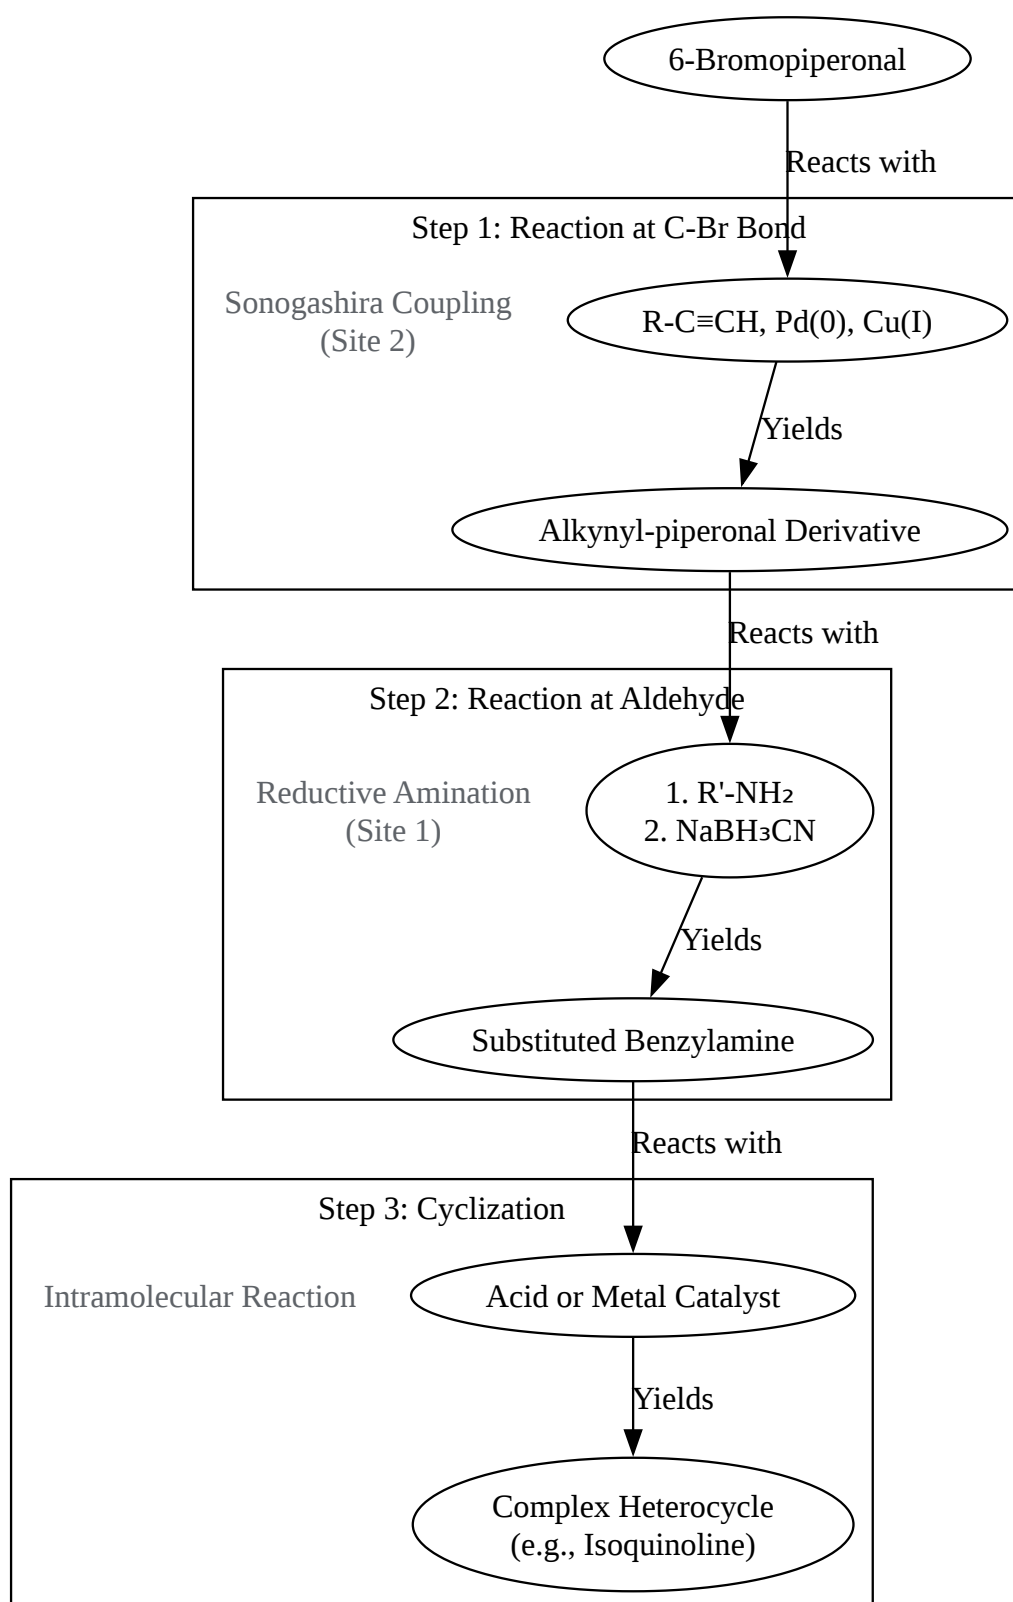 6-Bromopiperonal
Reacts with
Step 1: Reaction at C-Br Bond
Sonogashira Coupling
(Site 2)
R-C≡CH, Pd(0), Cu(I)
Yields
Alkynyl-piperonal Derivative
Reacts with
Step 2: Reaction at Aldehyde
Reductive Amination
(Site 1)
1. R'-NH₂
2. NaBH₃CN
Yields
Substituted Benzylamine
Reacts with
Step 3: Cyclization
Intramolecular Reaction
Acid or Metal Catalyst
Yields
Complex Heterocycle
(e.g., Isoquinoline)